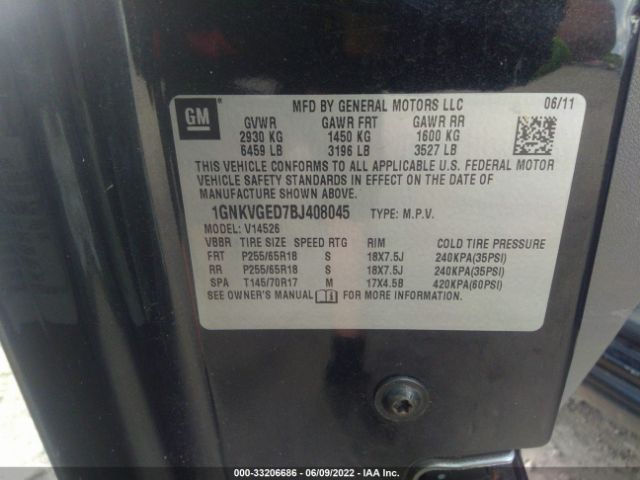 GM
MFD BY GENERAL MOTORS LLC 06/11
GVWR GAWR FRT GAWR RR
2930 KG 1450 KG 1600 KG
6459 LB 3196 LB 3527 LB
THIS VEHICLE CONFORMS TO ALL APPLICABLE U.S. FEDERAL MOTOR
VEHICLE SAFETY STANDARDS IN EFFECT ON THE DATE OF
MANUFACTURE SHOWN ABOVE.
1GNKVGED7BJ408045 TYPE: M.P.V.
MODEL: V14526
VBBR TIRE SIZE SPEED RTG RIM COLD TIRE PRESSURE
FRT P255/65R18 S 18X7.5J 240KPA(35PSI)
RR P255/65R18 S 18X7.5J 240KPA(35PSI)
SPA T145/70R17 M 17X4.5B 420KPA(60PSI)
SEE OWNER'S MANUAL FOR MORE INFORMATION.
000-33206686 - 06/09/2022 - IAA Inc.